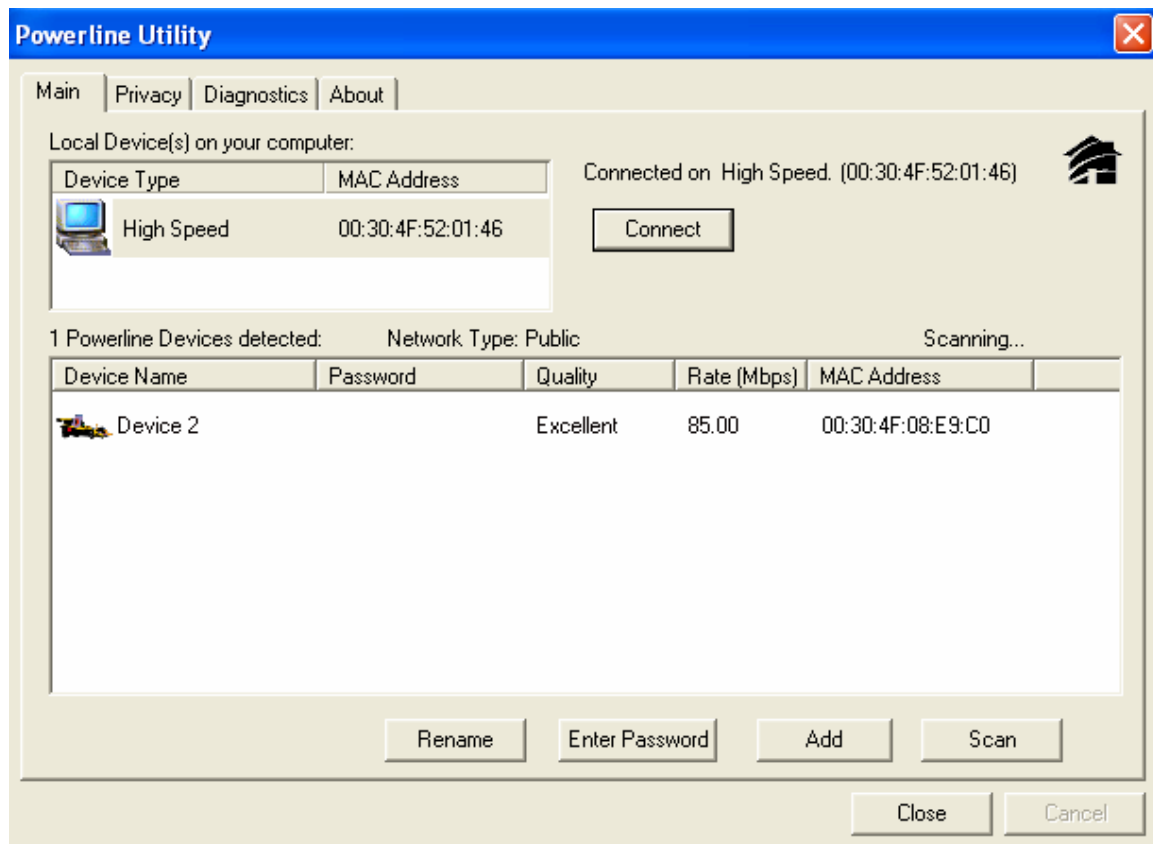 Powerline Utility
Main Privacy Diagnostics About
Local Device(s) on your computer:
Device Type MAC Address
High Speed 00:30:4F:52:01:46
Connected on High Speed. (00:30:4F:52:01:46)
Connect
1 Powerline Devices detected: Network Type: Public Scanning...
Device Name Password Quality Rate (Mbps) MAC Address
Device 2 Excellent 85.00 00:30:4F:08:E9:C0
Rename Enter Password Add Scan
Close Cancel